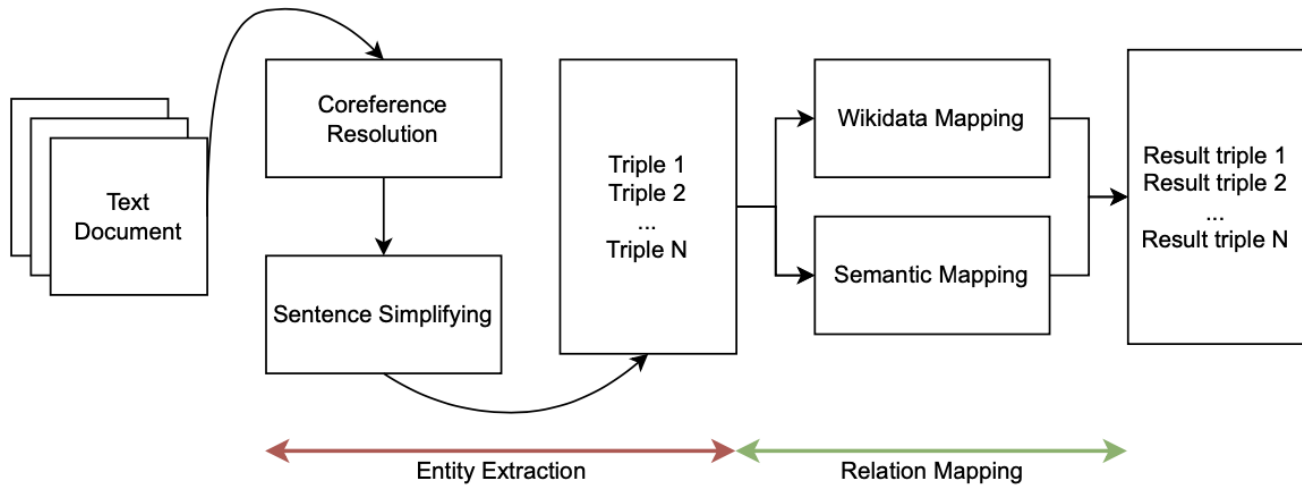 Text
Document
Coreference
Resolution
Sentence Simplifying
Triple 1
Triple 2
...
Triple N
Wikidata Mapping
Semantic Mapping
Result triple 1
Result triple 2
...
Result triple N
Entity Extraction
Relation Mapping